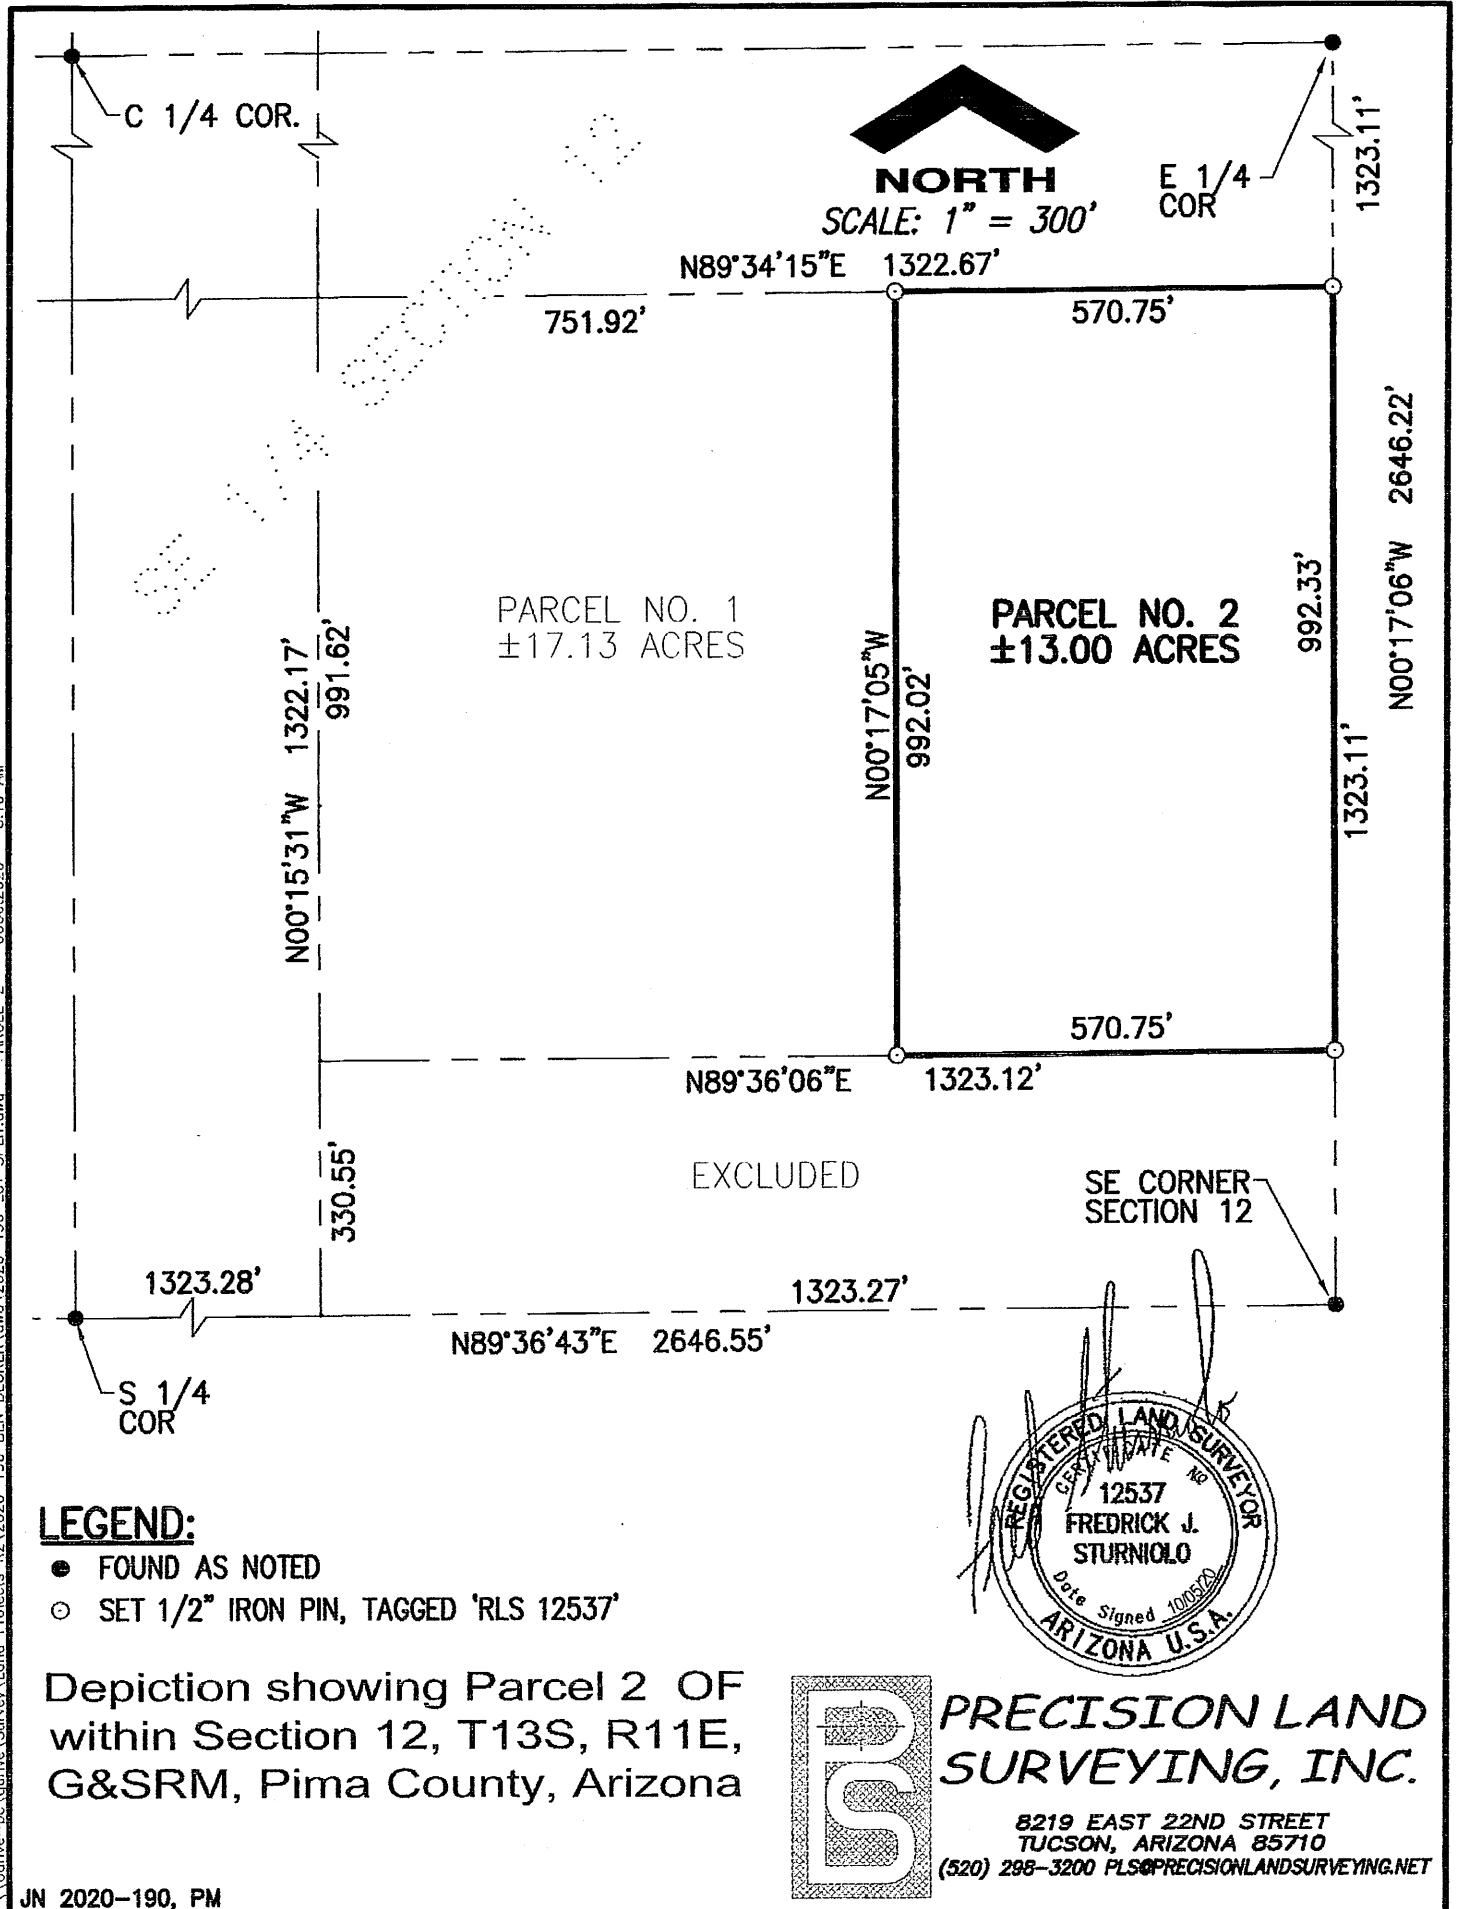 C 1/4 COR.
NORTH
SCALE: 1" = 300'
E 1/4
COR
1323.11'
N89°34'15"E 1322.67'
751.92'
570.75'
SE 1/4 SECTION 12
PARCEL NO. 1
±17.13 ACRES
PARCEL NO. 2
±13.00 ACRES
N00°15'31"W 1322.17'
991.62'
N00°17'05"W
992.02'
992.33'
1323.11'
N00°17'06"W 2646.22'
570.75'
N89°36'06"E 1323.12'
330.55'
EXCLUDED
SE CORNER
SECTION 12
1323.28'
1323.27'
N89°36'43"E 2646.55'
S 1/4
COR
REGISTERED LAND SURVEYOR
CERTIFICATE NO
12537
FREDRICK J.
STURNIOLO
Date Signed 10/05/20
ARIZONA U.S.A.
LEGEND:
FOUND AS NOTED
SET 1/2" IRON PIN, TAGGED 'RLS 12537'
Depiction showing Parcel 2 OF
within Section 12, T13S, R11E,
G&SRM, Pima County, Arizona
PLS
PRECISION LAND
SURVEYING, INC.
8219 EAST 22ND STREET
TUCSON, ARIZONA 85710
(520) 298-3200 PLS@PRECISIONLANDSURVEYING.NET
JN 2020-190, PM